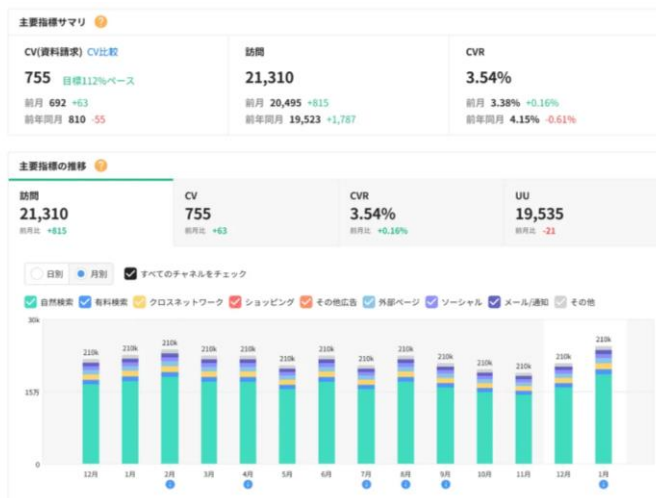 主要指標サマリ ?
CV(資料請求) CV比較
755 目標112%ペース
前月 692 +63
前年同月 810 -55
訪問
21,310
前月 20,495 +815
前年同月 19,523 +1,787
CVR
3.54%
前月 3.38% +0.16%
前年同月 4.15% -0.61%
主要指標の推移 ?
訪問
21,310
前月比 +815
CV
755
前月比 +63
CVR
3.54%
前月比 +0.16%
UU
19,535
前月比 -21
日別 月別 すべてのチャネルをチェック
自然検索 有料検索 クロスネットワーク ショッピング その他広告 外部ページ ソーシャル メール/通知 その他
30k
15万
0
210k 210k 210k 210k 210k 210k 210k 210k 210k 210k 210k 210k 210k 210k
12月 1月 2月 3月 4月 5月 6月 7月 8月 9月 10月 11月 12月 1月